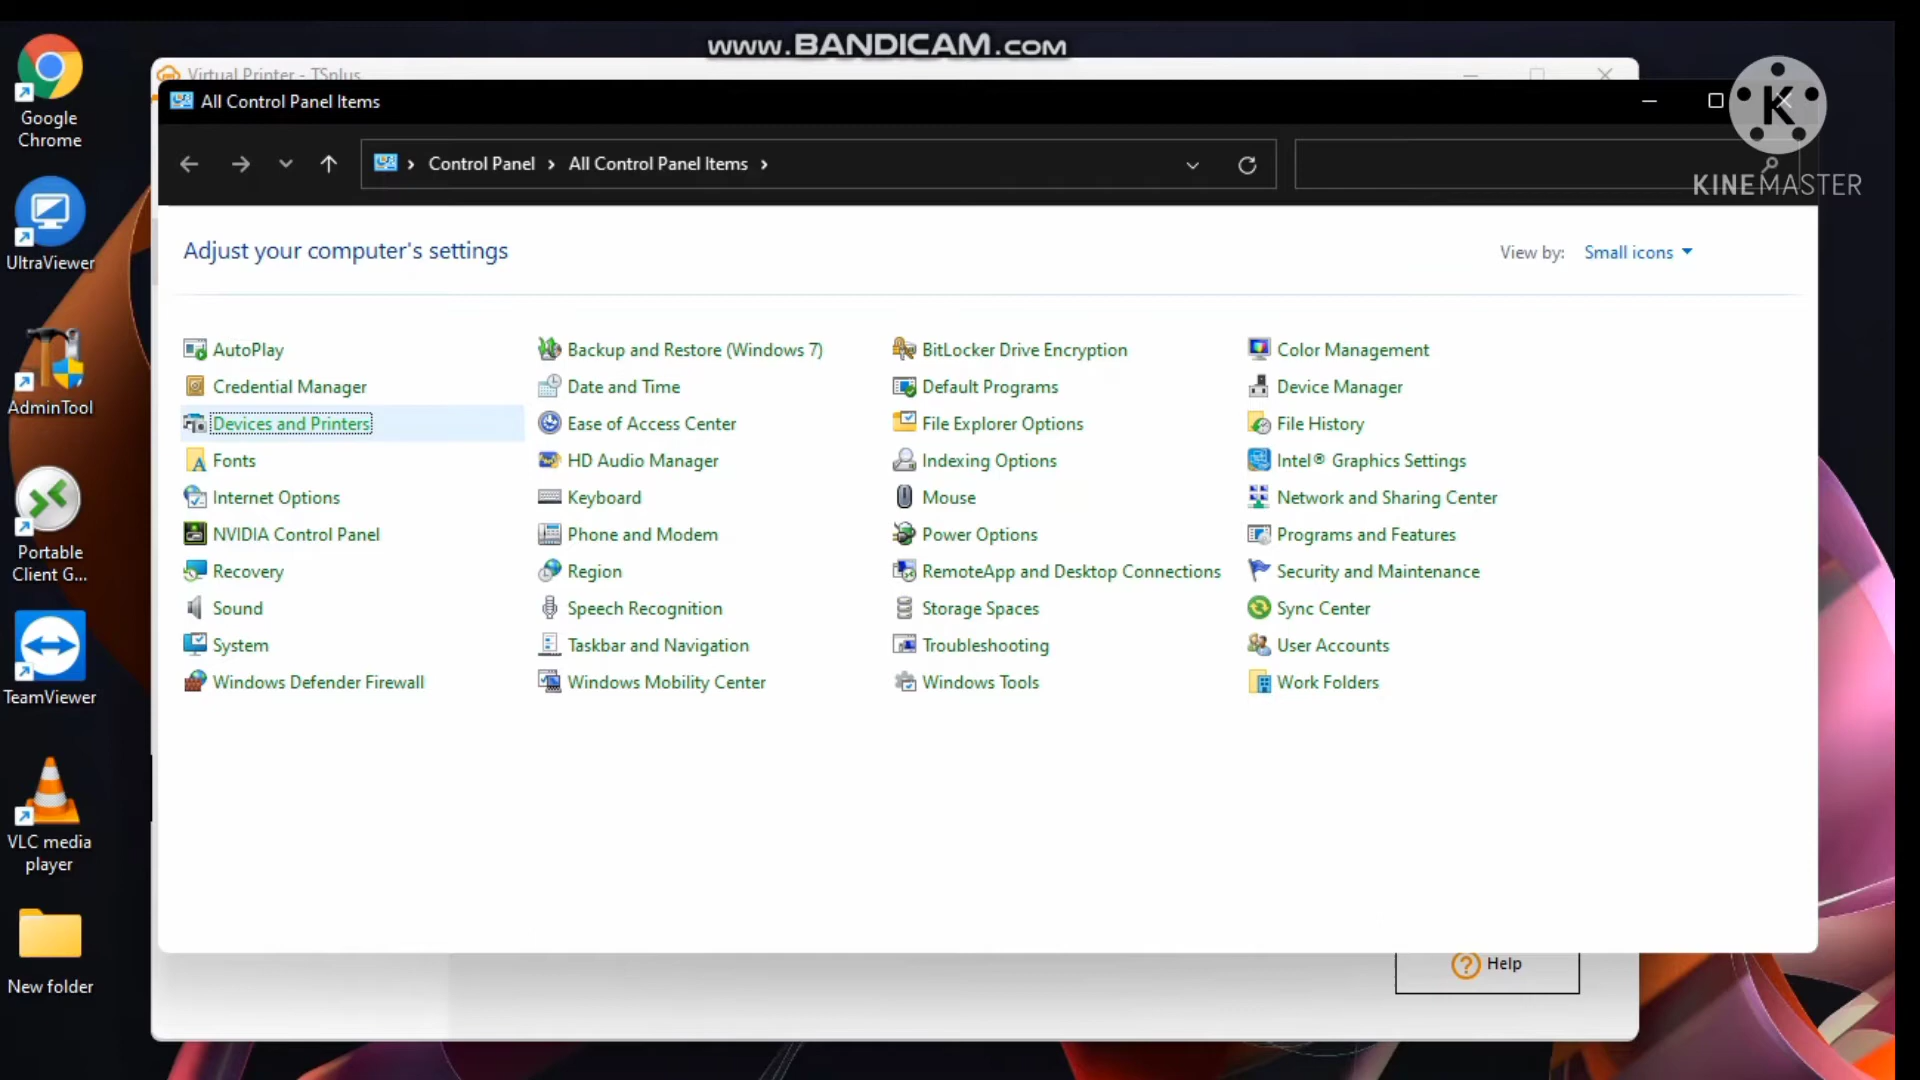 www.BANDICAM.com
Google
Chrome
UltraViewer
AdminTool
Portable
Client G...
TeamViewer
VLC media
player
New folder
Virtual Printer - TSplus
All Control Panel Items
Control Panel
All Control Panel Items
K
KINEMASTER
Adjust your computer's settings
View by: Small icons
AutoPlay
Backup and Restore (Windows 7)
BitLocker Drive Encryption
Color Management
Credential Manager
Date and Time
Default Programs
Device Manager
Devices and Printers
Ease of Access Center
File Explorer Options
File History
Fonts
HD Audio Manager
Indexing Options
Intel® Graphics Settings
Internet Options
Keyboard
Mouse
Network and Sharing Center
NVIDIA Control Panel
Phone and Modem
Power Options
Programs and Features
Recovery
Region
RemoteApp and Desktop Connections
Security and Maintenance
Sound
Speech Recognition
Storage Spaces
Sync Center
System
Taskbar and Navigation
Troubleshooting
User Accounts
Windows Defender Firewall
Windows Mobility Center
Windows Tools
Work Folders
Help